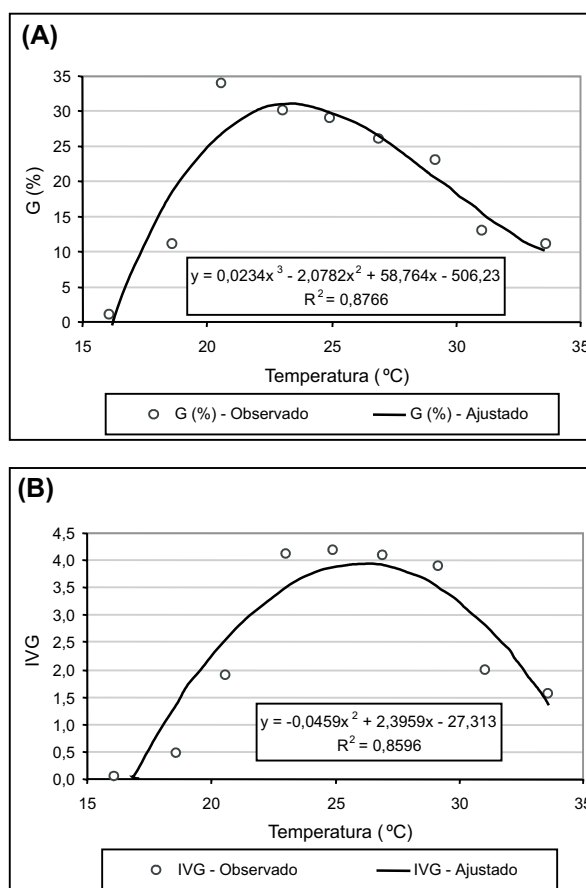 (A)
G (%)
35
30
25
20
15
10
5
0
y = 0,0234x³ - 2,0782x² + 58,764x - 506,23
R² = 0,8766
15 20 25 30 35
Temperatura (ºC)
G (%) - Observado G (%) - Ajustado
(B)
IVG
4,5
4,0
3,5
3,0
2,5
2,0
1,5
1,0
0,5
0,0
y = -0,0459x² + 2,3959x - 27,313
R² = 0,8596
15 20 25 30 35
Temperatura (ºC)
IVG - Observado IVG - Ajustado